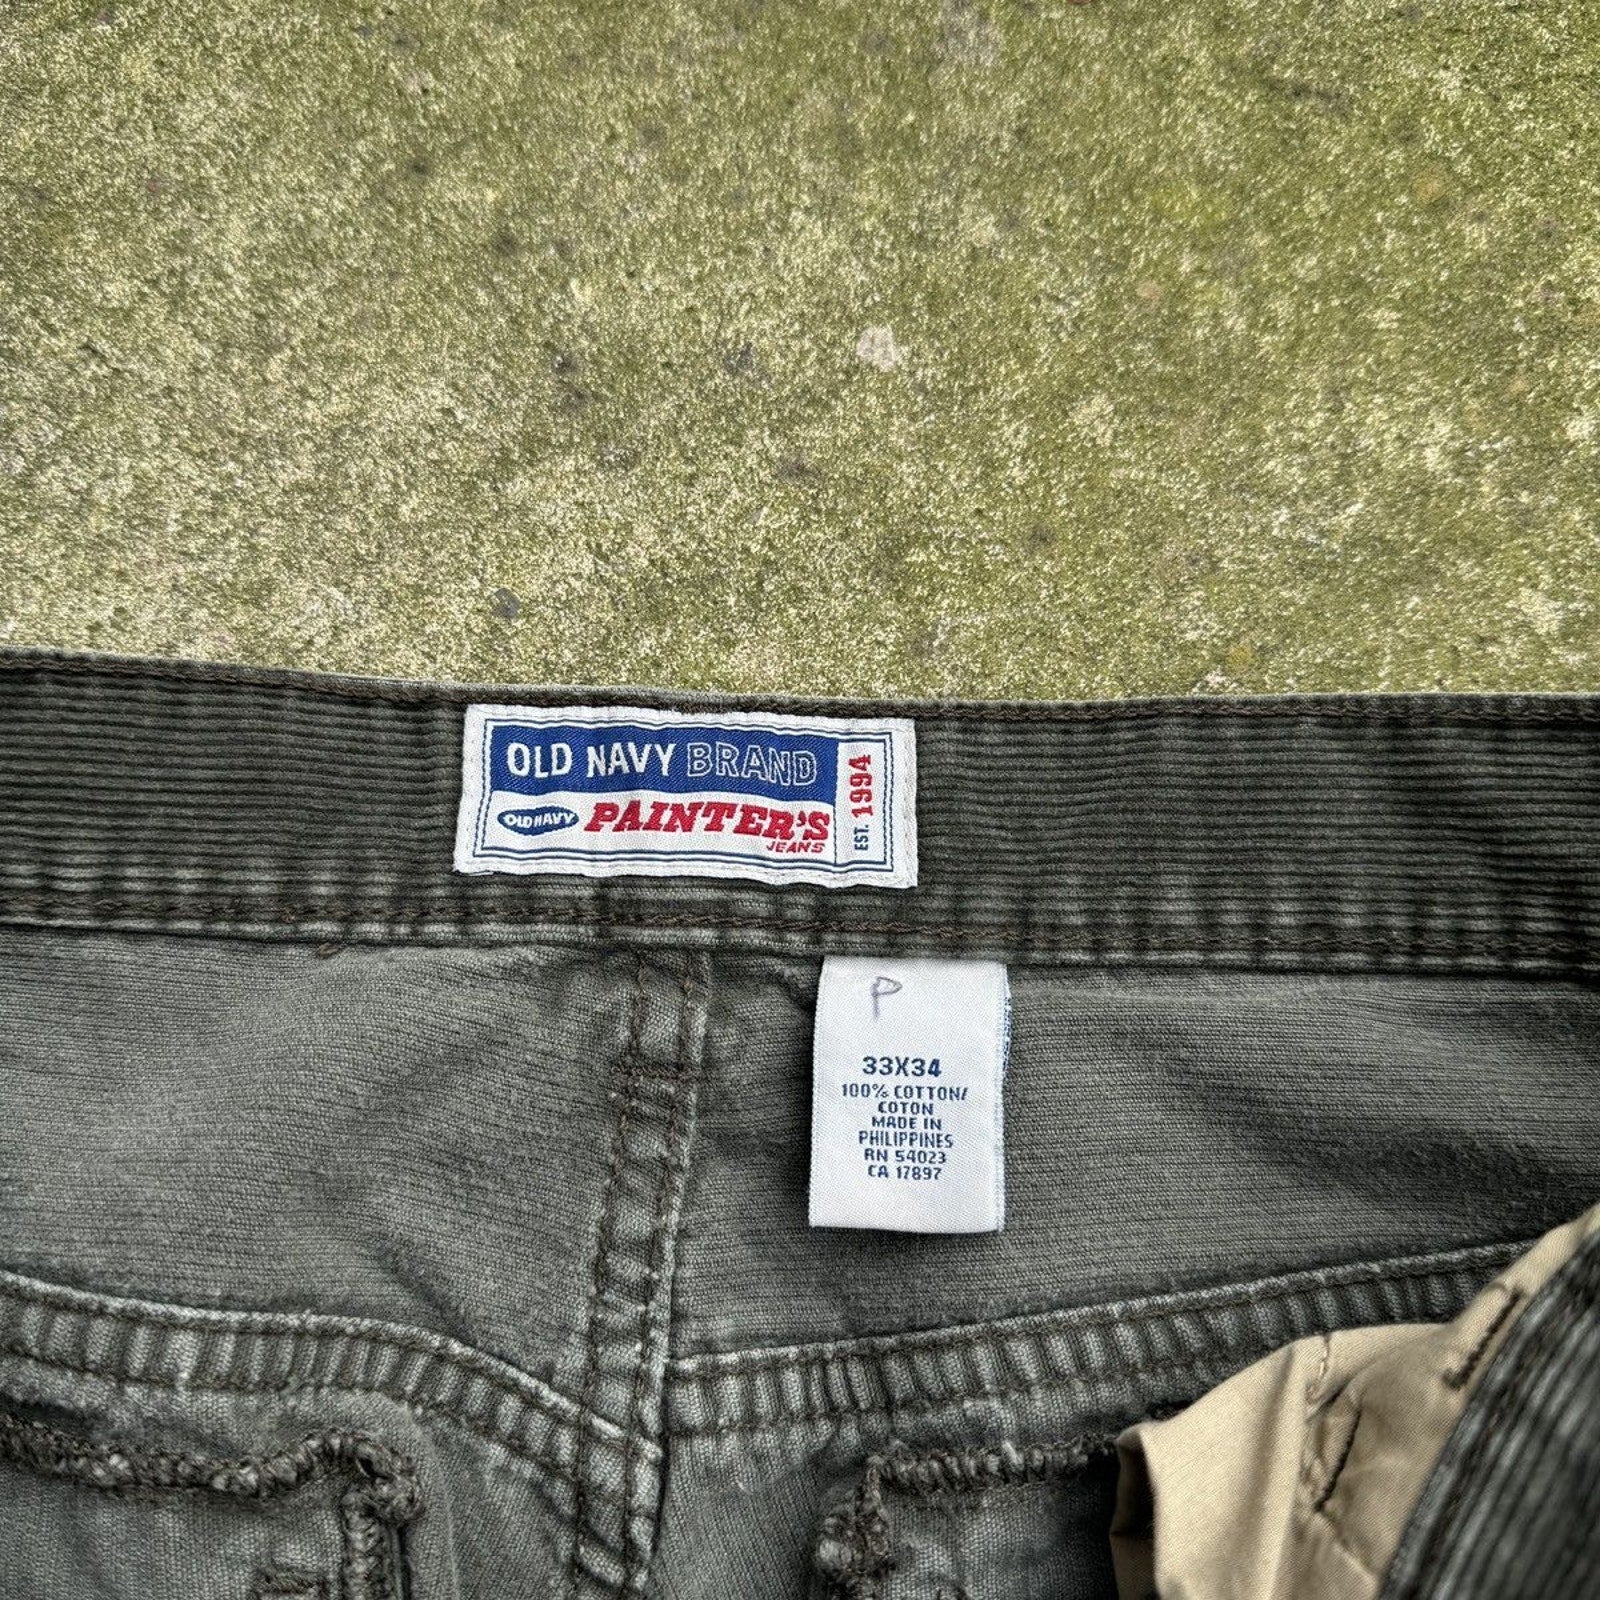 OLD NAVY BRAND
OLD NAVY PAINTER'S
JEANS
EST. 1994
P
33X34
100% COTTON/
COTON
MADE IN
PHILIPPINES
RN 54023
CA 17897